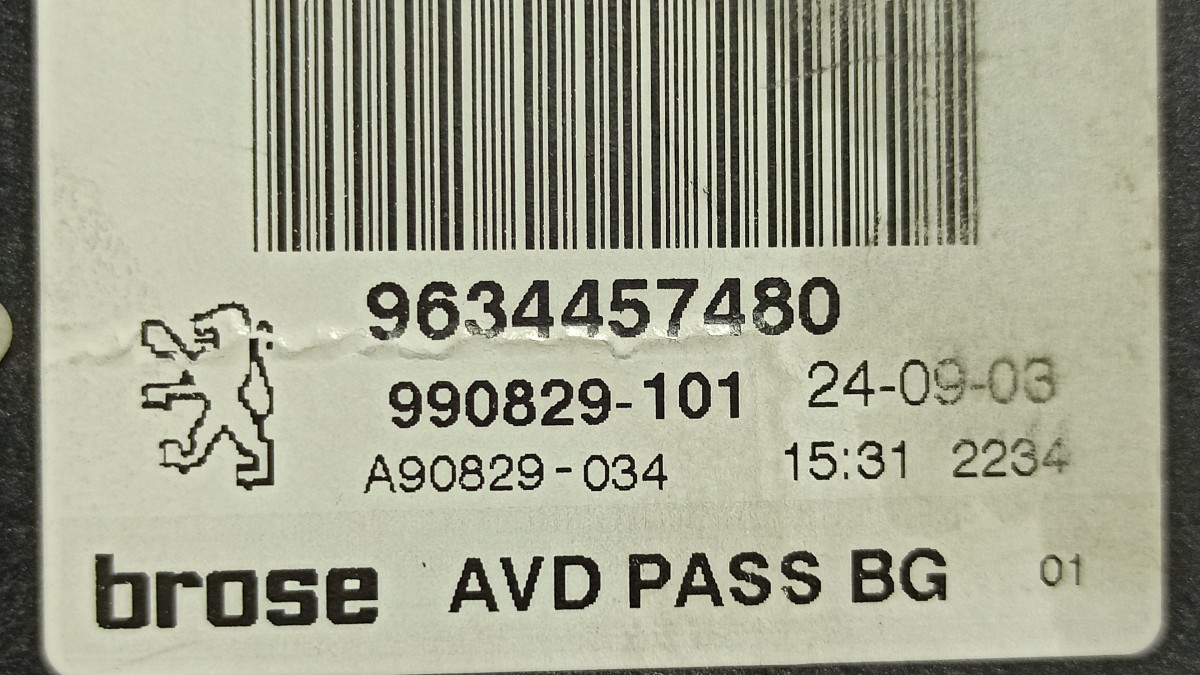 9634457480
990829-101 24-09-03
A90829-034 15:31 2234
brose AVD PASS BG 01